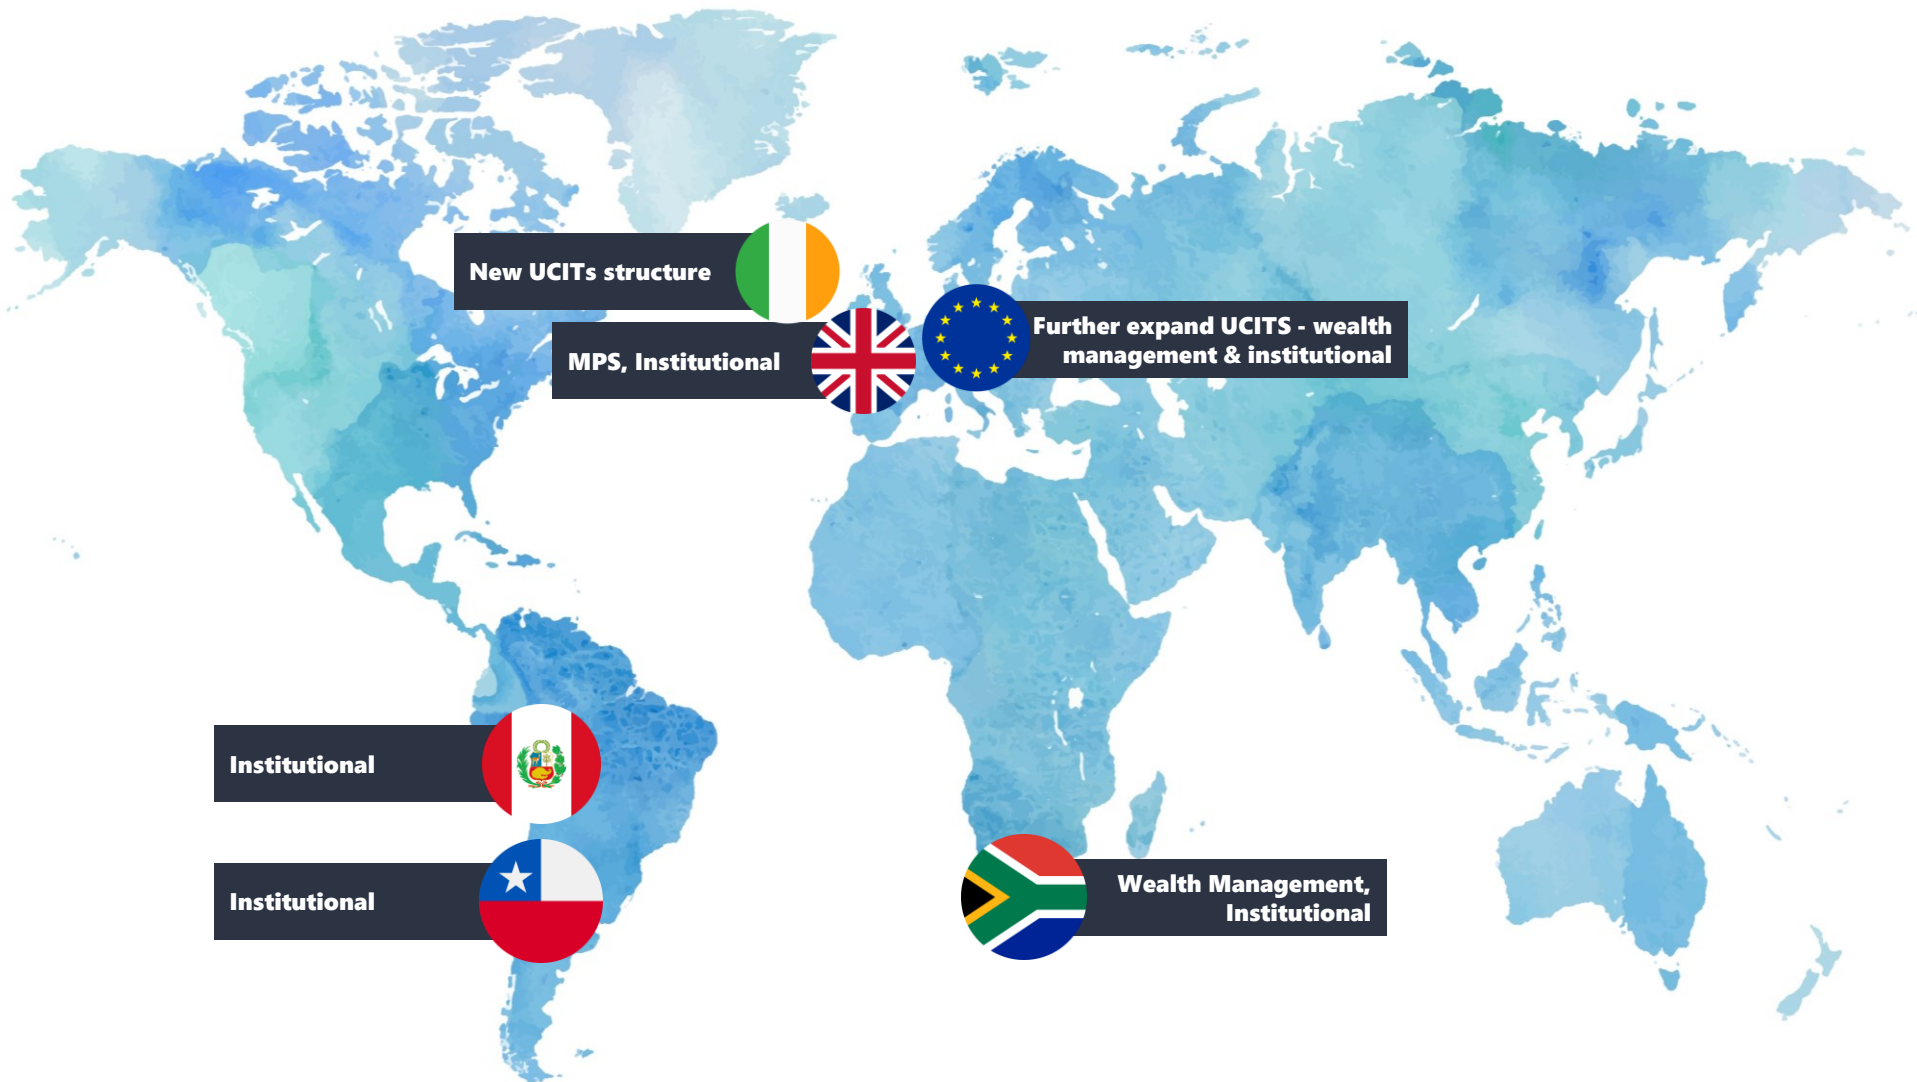 New UCITs structure
Further expand UCITS - wealth
management & institutional
MPS, Institutional
Institutional
Institutional
Wealth Management,
Institutional